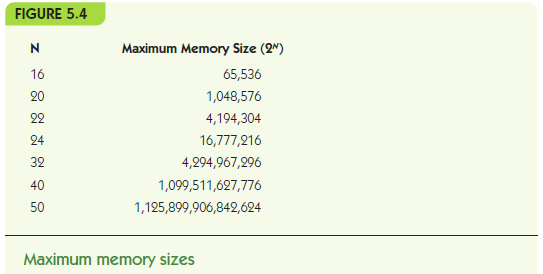 FIGURE 5.4
N Maximum Memory Size (2ᴺ)
16 65,536
20 1,048,576
22 4,194,304
24 16,777,216
32 4,294,967,296
40 1,099,511,627,776
50 1,125,899,906,842,624
Maximum memory sizes